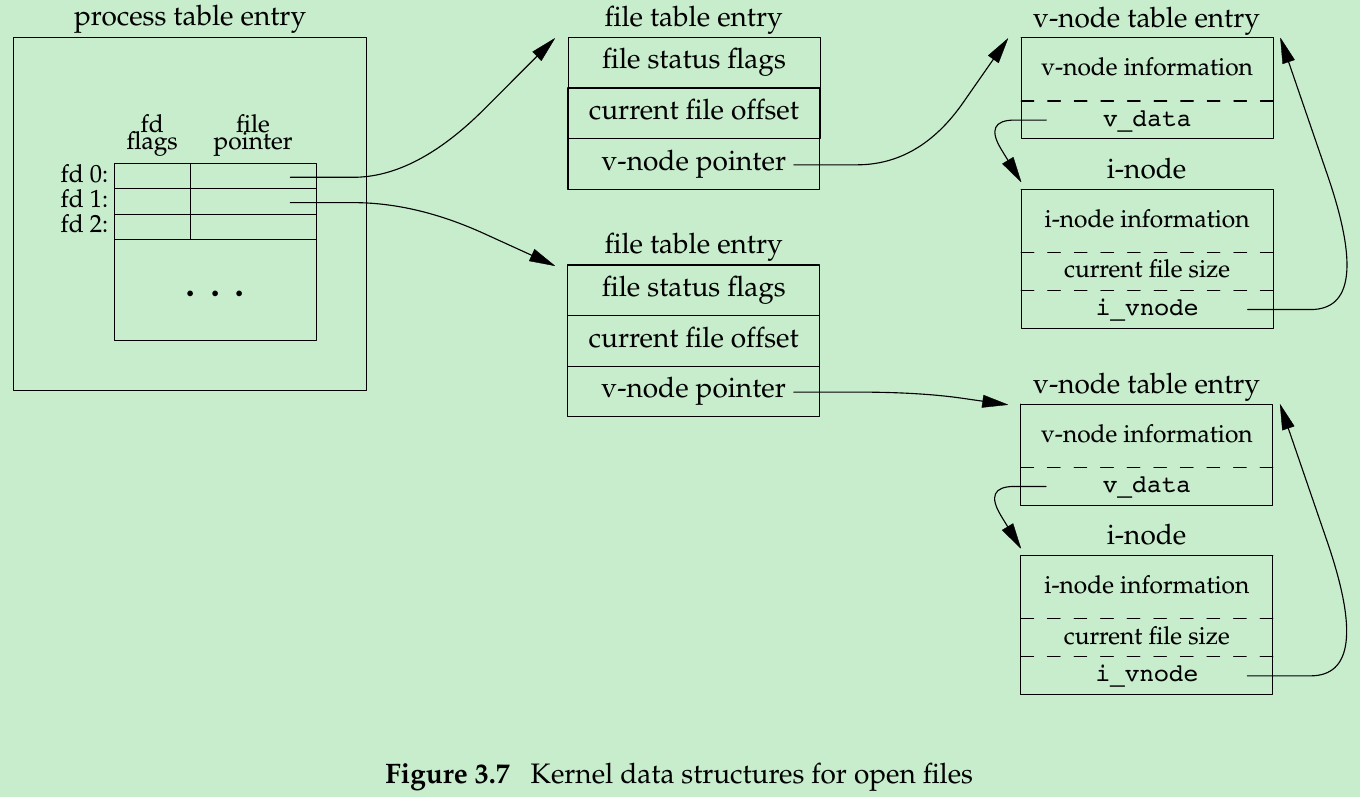 process table entry
fd flags
file pointer
fd 0:
fd 1:
fd 2:
. . .
file table entry
file status flags
current file offset
v-node pointer
file table entry
file status flags
current file offset
v-node pointer
v-node table entry
v-node information
v_data
i-node
i-node information
current file size
i_vnode
v-node table entry
v-node information
v_data
i-node
i-node information
current file size
i_vnode
Figure 3.7 Kernel data structures for open files